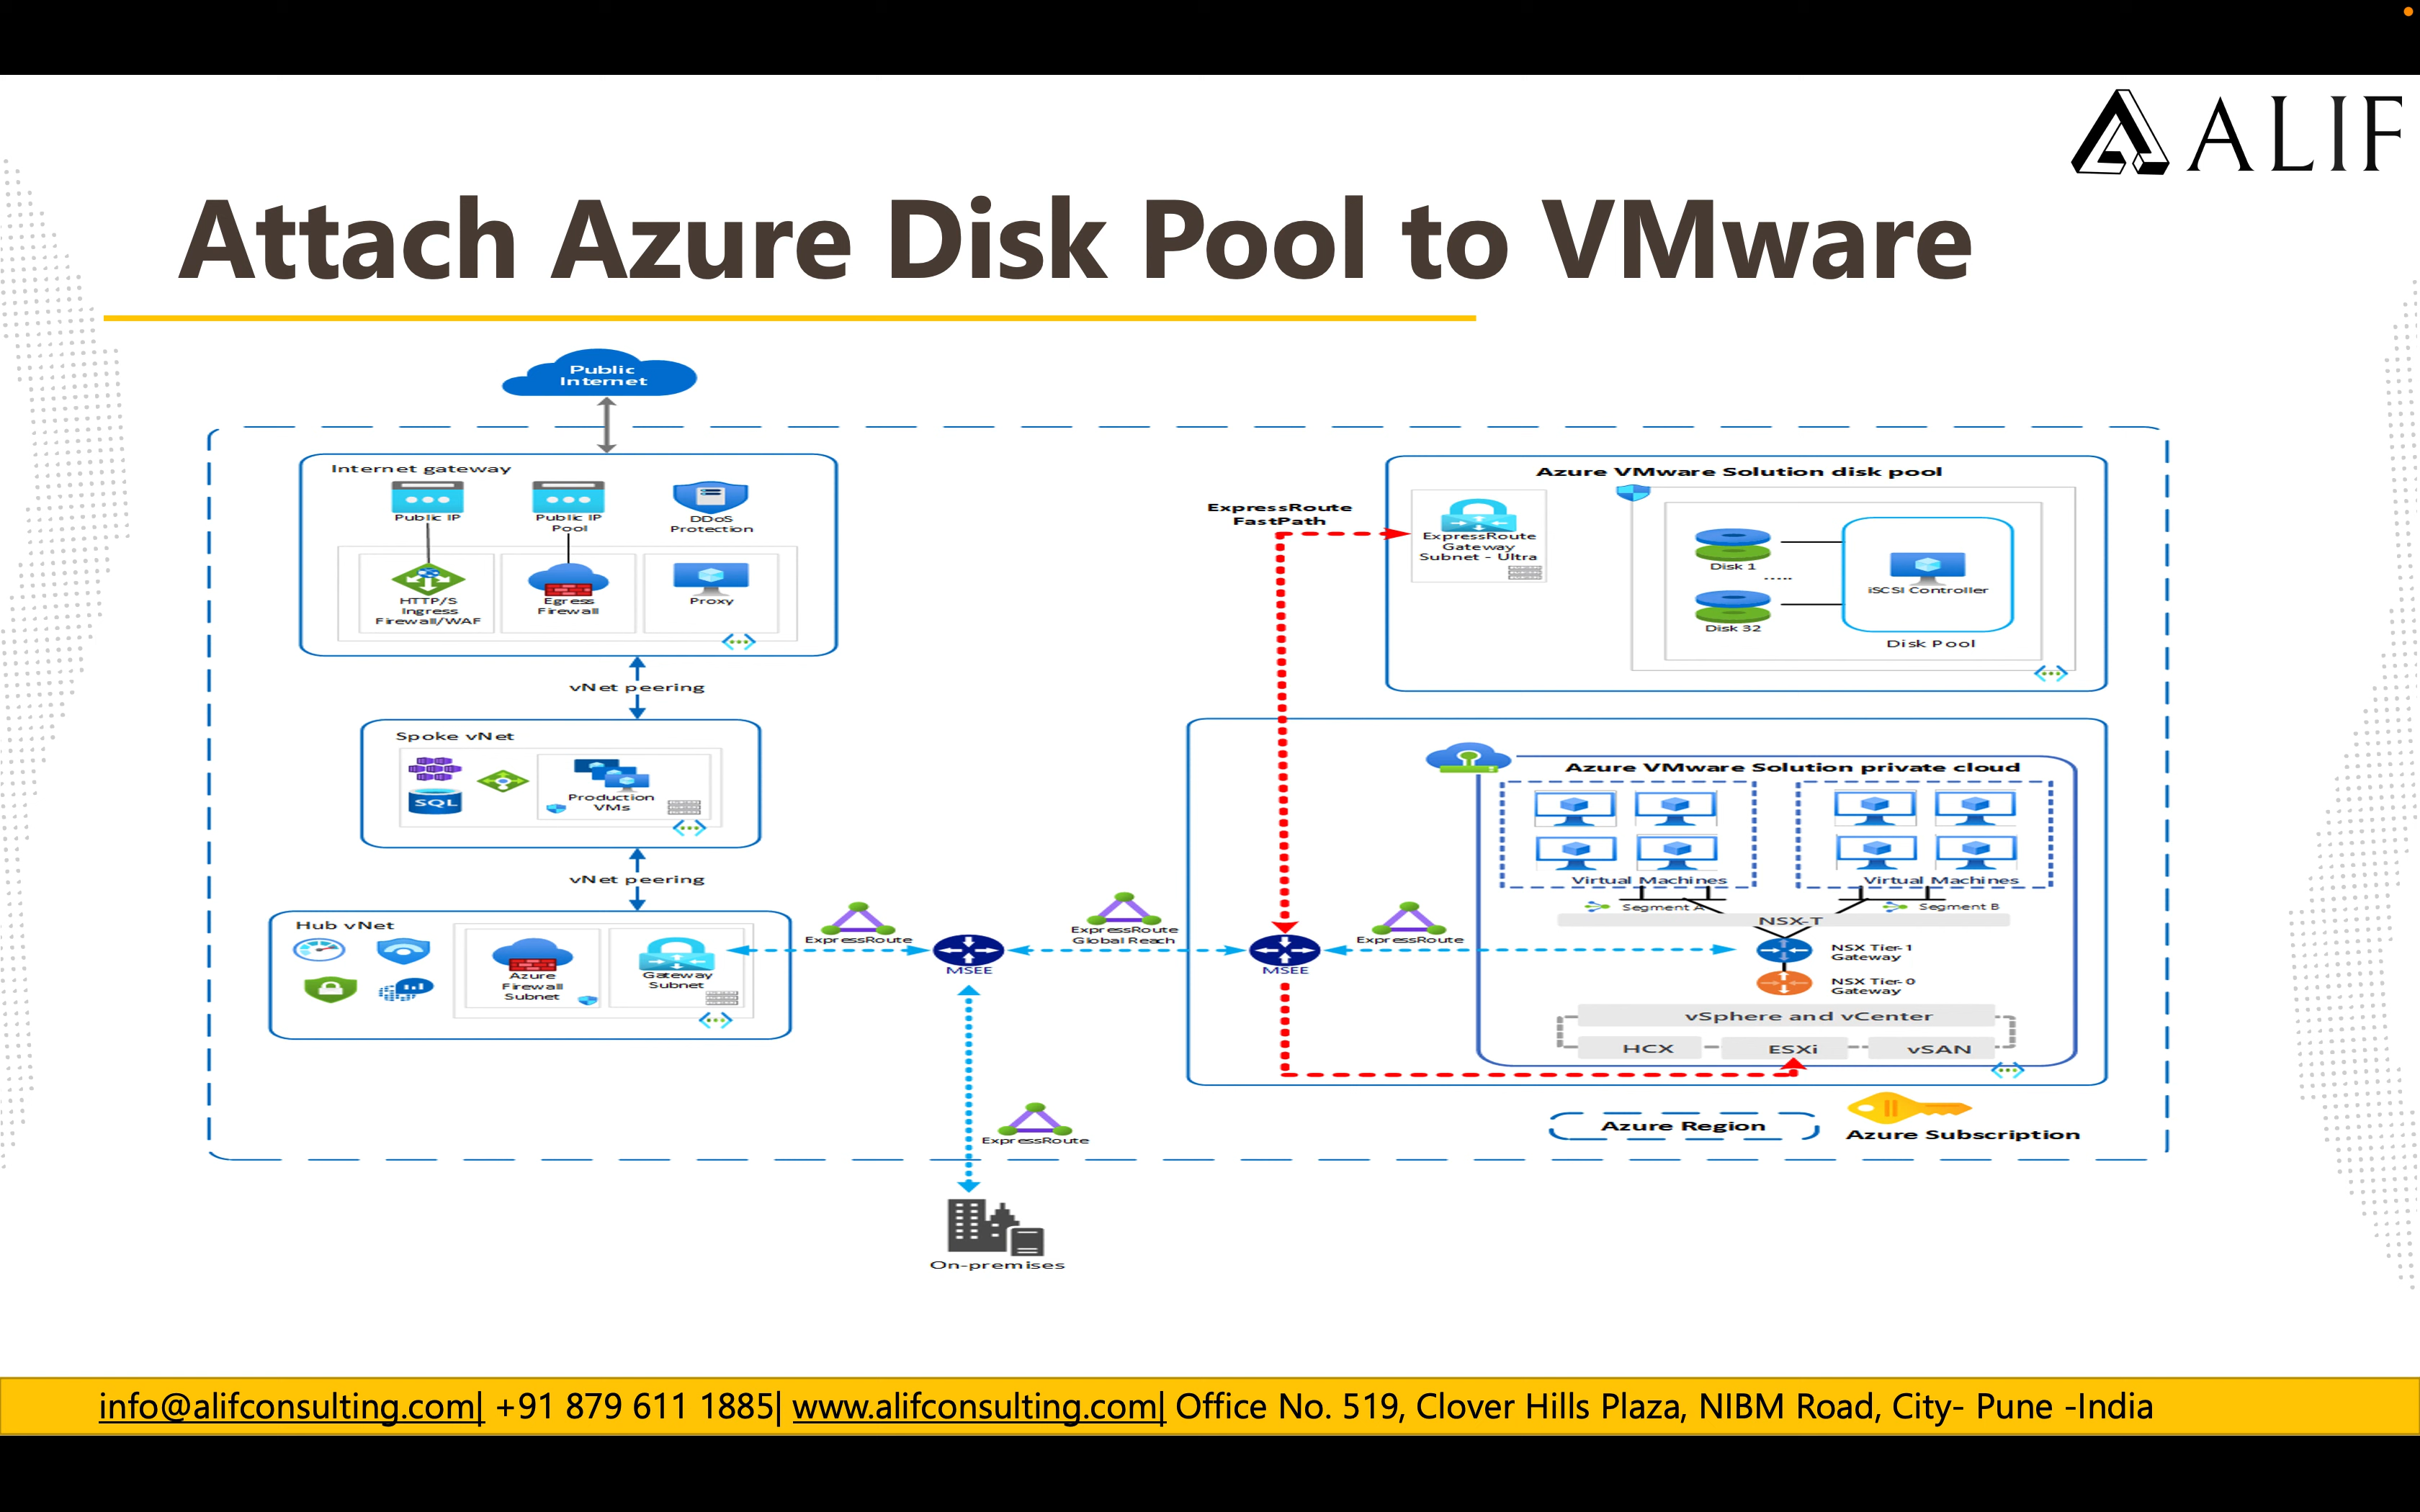 ALIF
Attach Azure Disk Pool to VMware
Public
Internet
Internet gateway
Public IP
Public IP
Pool
DDoS
Protection
HTTP/S
Ingress
Firewall/WAF
Egress
Firewall
Proxy
vNet peering
Spoke vNet
SQL
Production
VMs
vNet peering
Hub vNet
Azure
Firewall
Subnet
Gateway
Subnet
ExpressRoute
MSEE
ExpressRoute
Global Reach
MSEE
ExpressRoute
ExpressRoute
On-premises
ExpressRoute
FastPath
Azure VMware Solution disk pool
ExpressRoute
Gateway
Subnet - Ultra
Disk 1
.....
Disk 32
iSCSI Controller
Disk Pool
Azure VMware Solution private cloud
Virtual Machines
Virtual Machines
Segment A
Segment B
NSX-T
NSX Tier-1
Gateway
NSX Tier-0
Gateway
vSphere and vCenter
HCX
ESXi
vSAN
Azure Region
Azure Subscription
info@alifconsulting.com| +91 879 611 1885| www.alifconsulting.com| Office No. 519, Clover Hills Plaza, NIBM Road, City- Pune -India